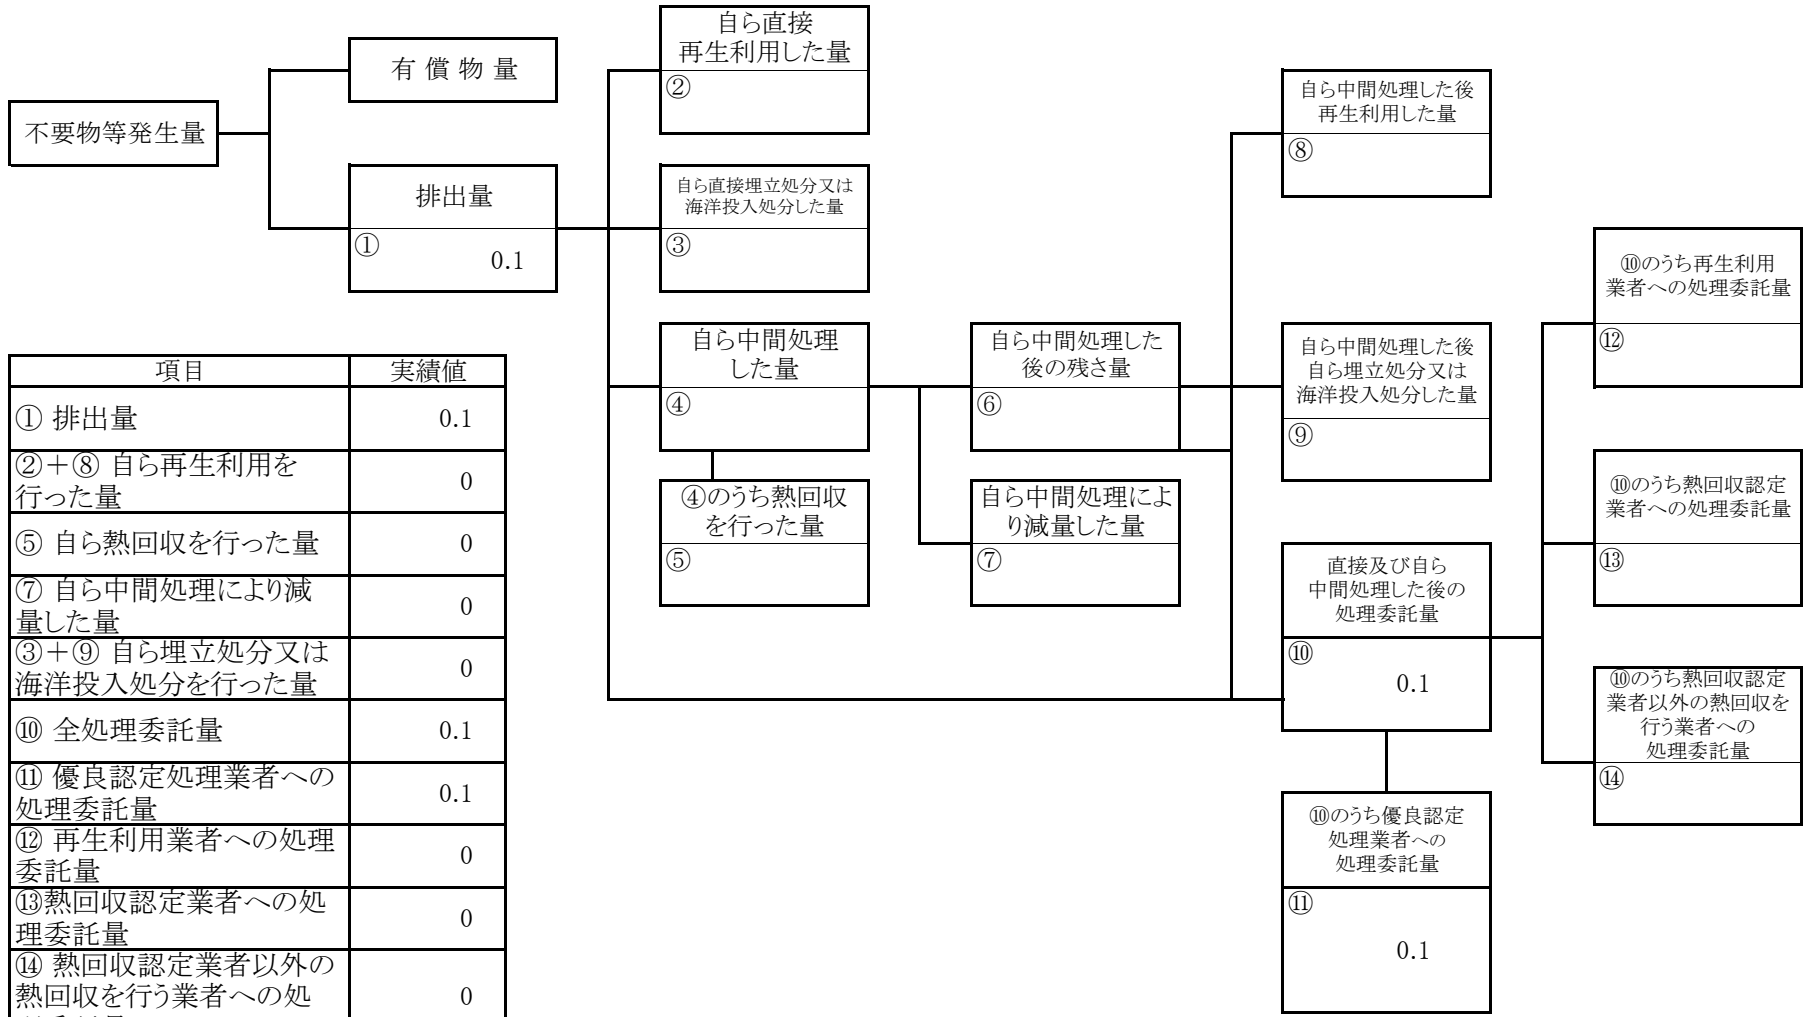 不要物等発生量
有 償 物 量
排出量
①
0.1
自ら直接
再生利用した量
②
自ら直接埋立処分又は
海洋投入処分した量
③
自ら中間処理
した量
④
④のうち熱回収
を行った量
⑤
自ら中間処理した
後の残さ量
⑥
自ら中間処理によ
り減量した量
⑦
自ら中間処理した後
再生利用した量
⑧
自ら中間処理した後
自ら埋立処分又は
海洋投入処分した量
⑨
直接及び自ら
中間処理した後の
処理委託量
⑩
0.1
⑩のうち優良認定
処理業者への
処理委託量
⑪
0.1
⑩のうち再生利用
業者への処理委託量
⑫
⑩のうち熱回収認定
業者への処理委託量
⑬
⑩のうち熱回収認定
業者以外の熱回収を
行う業者への
処理委託量
⑭
項目 実績値
① 排出量 0.1
②＋⑧ 自ら再生利用を
行った量 0
⑤ 自ら熱回収を行った量 0
⑦ 自ら中間処理により減
量した量 0
③＋⑨ 自ら埋立処分又は
海洋投入処分を行った量 0
⑩ 全処理委託量 0.1
⑪ 優良認定処理業者への
処理委託量 0.1
⑫ 再生利用業者への処理
委託量 0
⑬熱回収認定業者への処
理委託量 0
⑭ 熱回収認定業者以外の
熱回収を行う業者への処 0